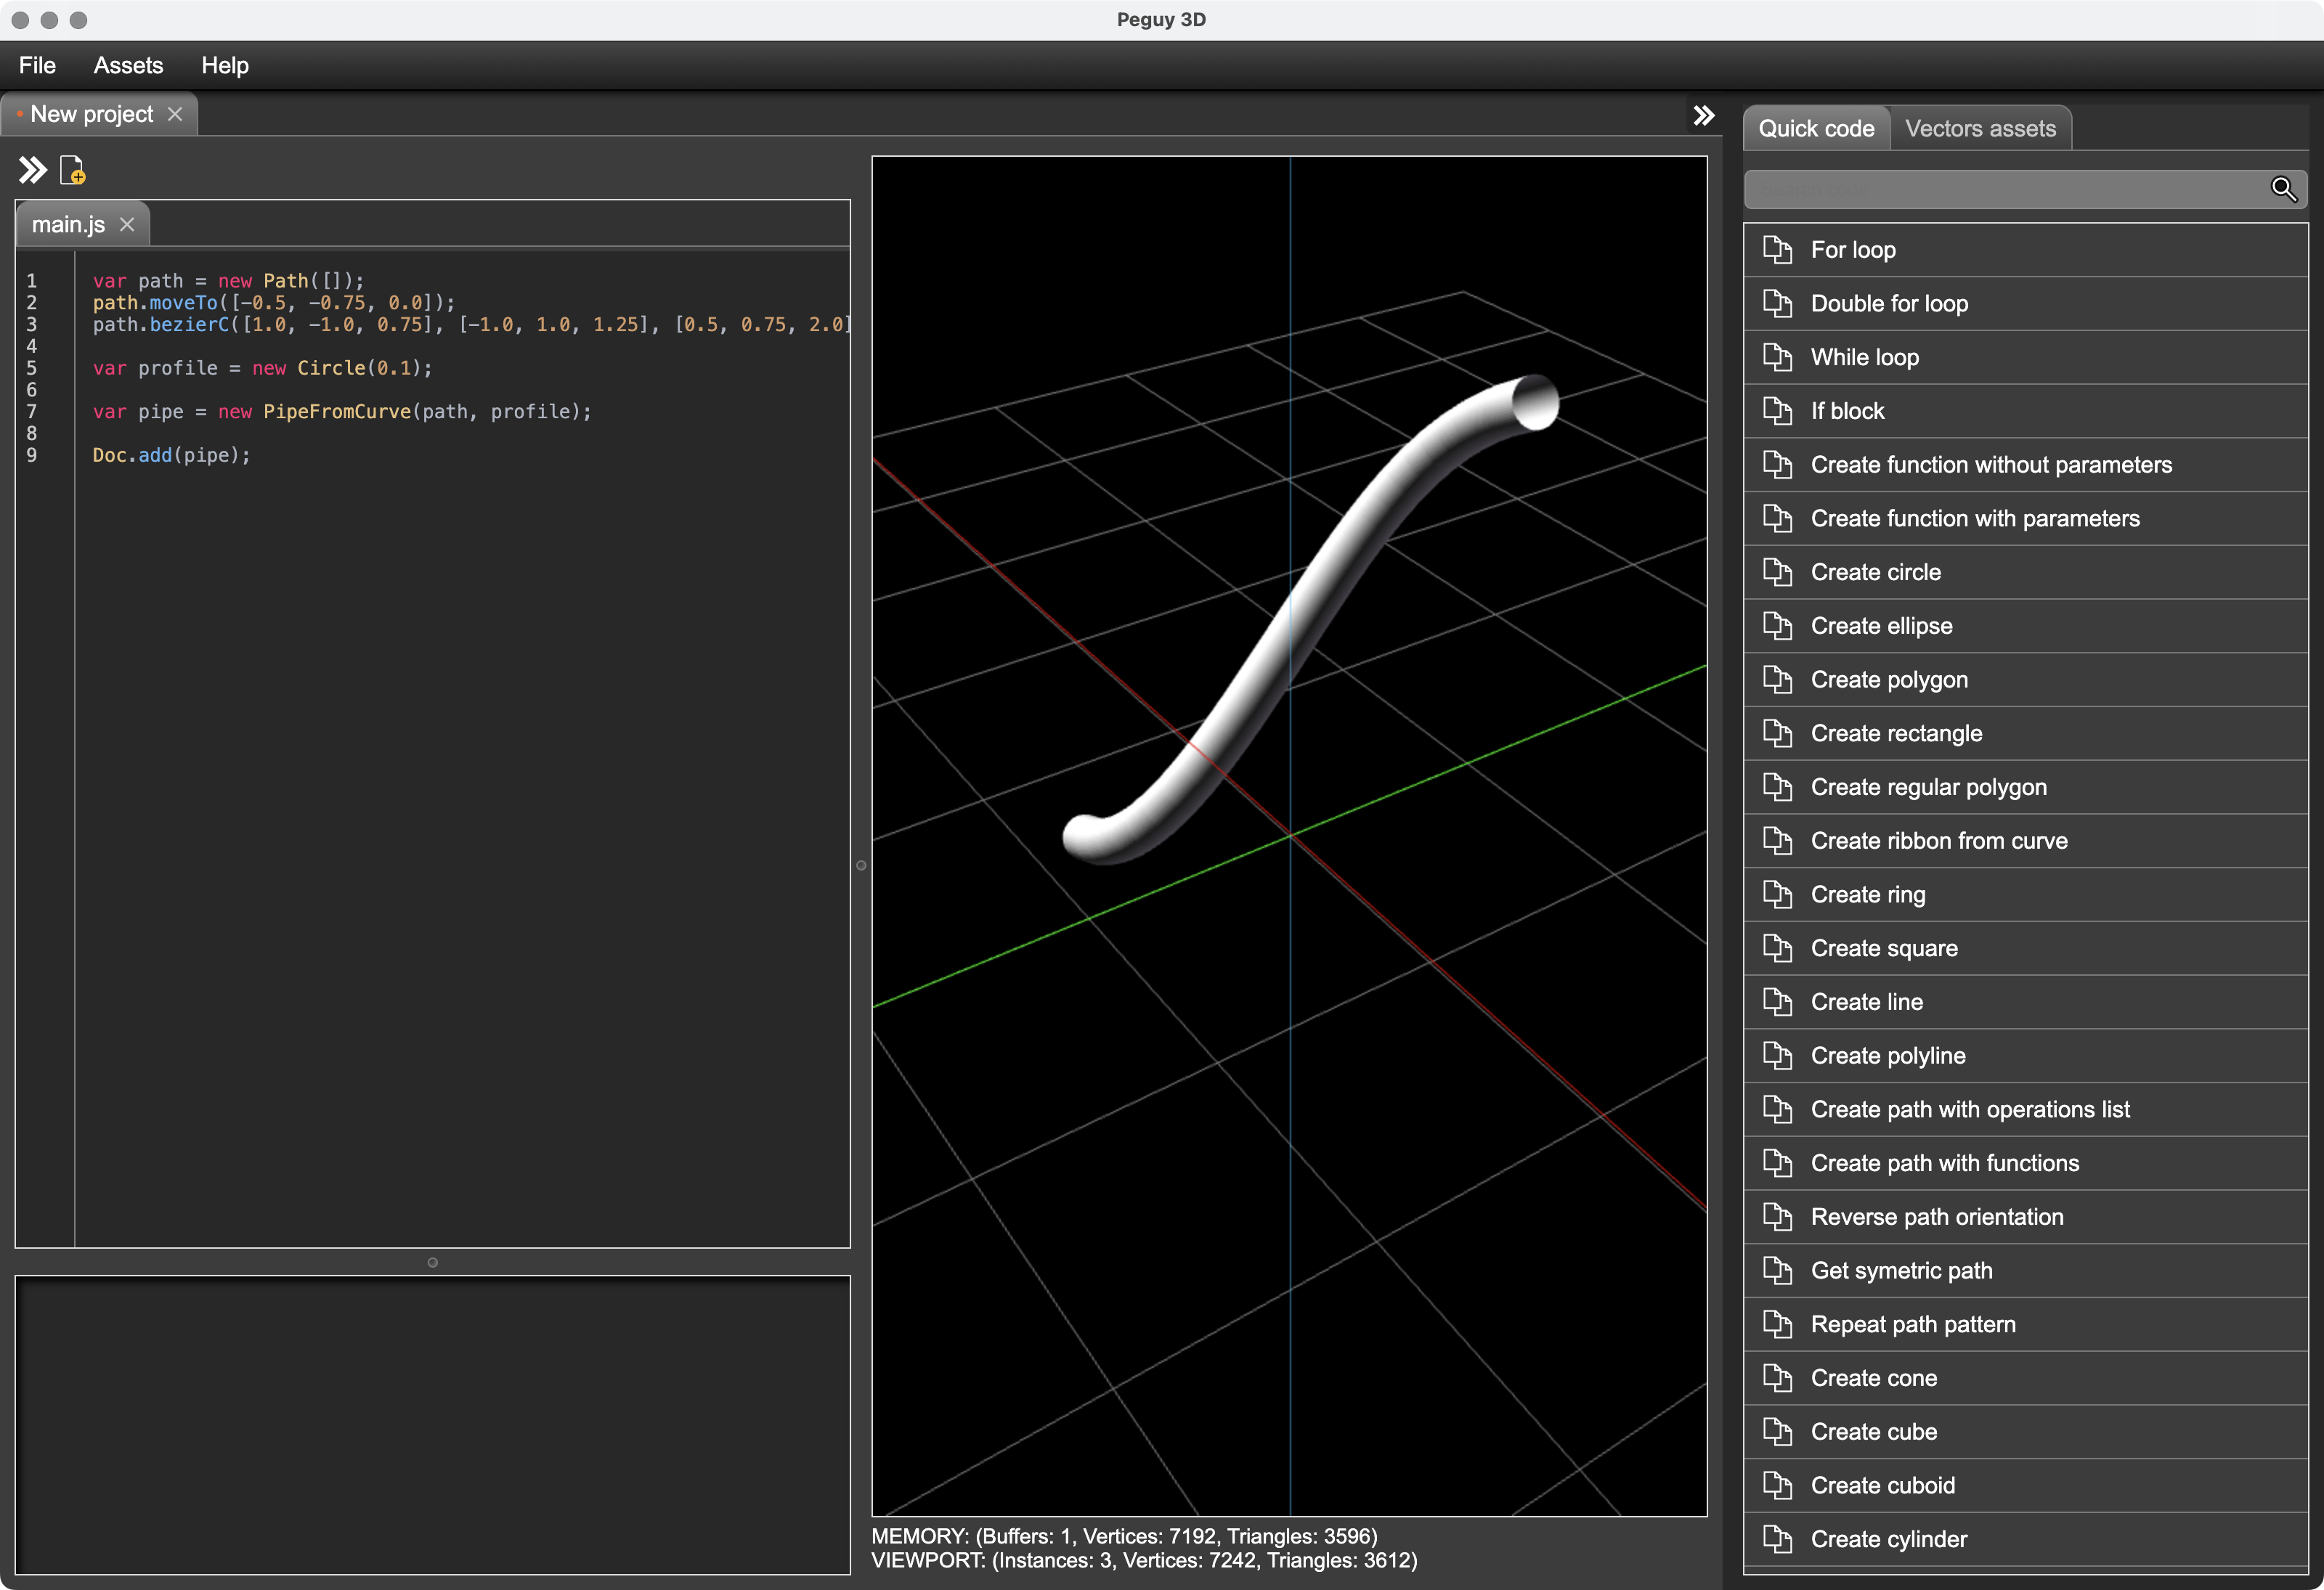 Peguy 3D
File Assets Help
New project
main.js
1 var path = new Path([]);
2 path.moveTo([-0.5, -0.75, 0.0]);
3 path.bezierC([1.0, -1.0, 0.75], [-1.0, 1.0, 1.25], [0.5, 0.75, 2.0]
4
5 var profile = new Circle(0.1);
6
7 var pipe = new PipeFromCurve(path, profile);
8
9 Doc.add(pipe);
MEMORY: (Buffers: 1, Vertices: 7192, Triangles: 3596)
VIEWPORT: (Instances: 3, Vertices: 7242, Triangles: 3612)
Quick code Vectors assets
For loop
Double for loop
While loop
If block
Create function without parameters
Create function with parameters
Create circle
Create ellipse
Create polygon
Create rectangle
Create regular polygon
Create ribbon from curve
Create ring
Create square
Create line
Create polyline
Create path with operations list
Create path with functions
Reverse path orientation
Get symetric path
Repeat path pattern
Create cone
Create cube
Create cuboid
Create cylinder